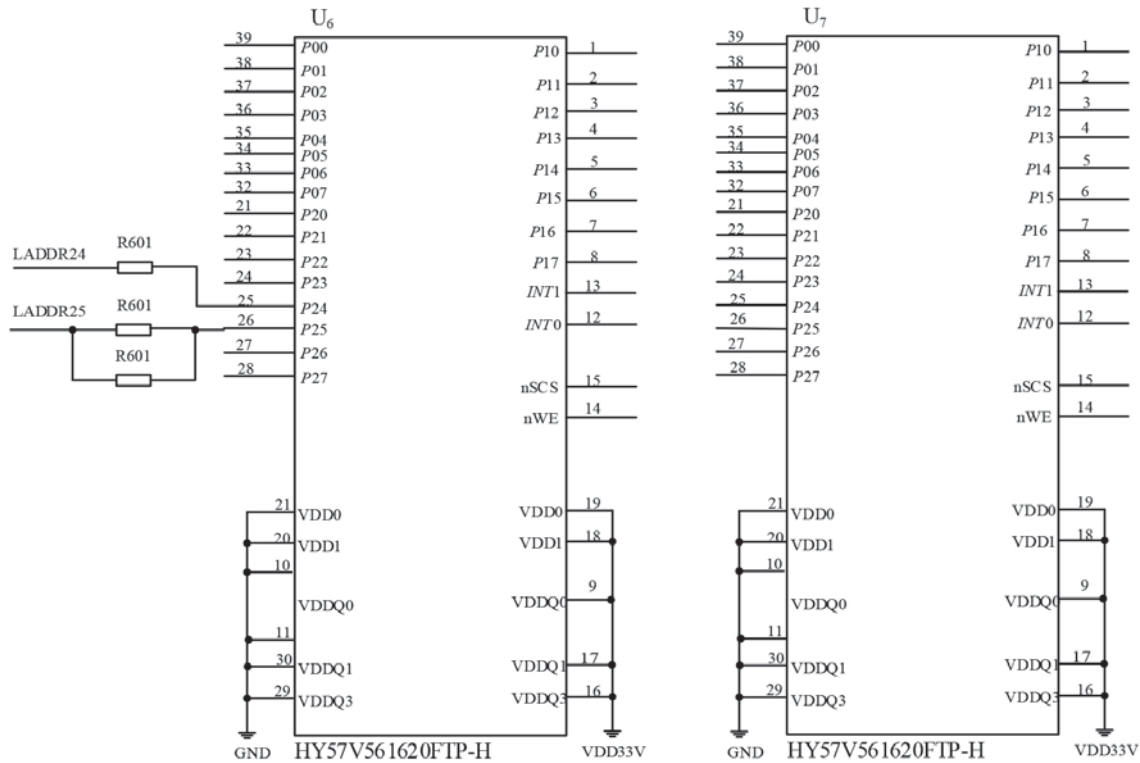 U6
39 P00 P10 1
38 P01 P11 2
37 P02 P12 3
36 P03 P13 4
35 P04 P14 5
34 P05 P15 6
33 P06 P16 7
32 P07 P17 8
21 P20 INT1 13
22 P21 INT0 12
23 P22 nSCS 15
24 P23 nWE 14
25 P24
26 P25
27 P26
28 P27
LADDR24 R601
LADDR25 R601
R601
21 VDD0 VDD0 19
20 VDD1 VDD1 18
10
VDDQ0 VDDQ0 9
11
30 VDDQ1 VDDQ1 17
29 VDDQ3 VDDQ3 16
GND HY57V561620FTP-H VDD33V
U7
39 P00 P10 1
38 P01 P11 2
37 P02 P12 3
36 P03 P13 4
35 P04 P14 5
34 P05 P15 6
33 P06 P16 7
32 P07 P17 8
21 P20 INT1 13
22 P21 INT0 12
23 P22 nSCS 15
24 P23 nWE 14
25 P24
26 P25
27 P26
28 P27
21 VDD0 VDD0 19
20 VDD1 VDD1 18
10
VDDQ0 VDDQ0 9
11
30 VDDQ1 VDDQ1 17
29 VDDQ3 VDDQ3 16
GND HY57V561620FTP-H VDD33V